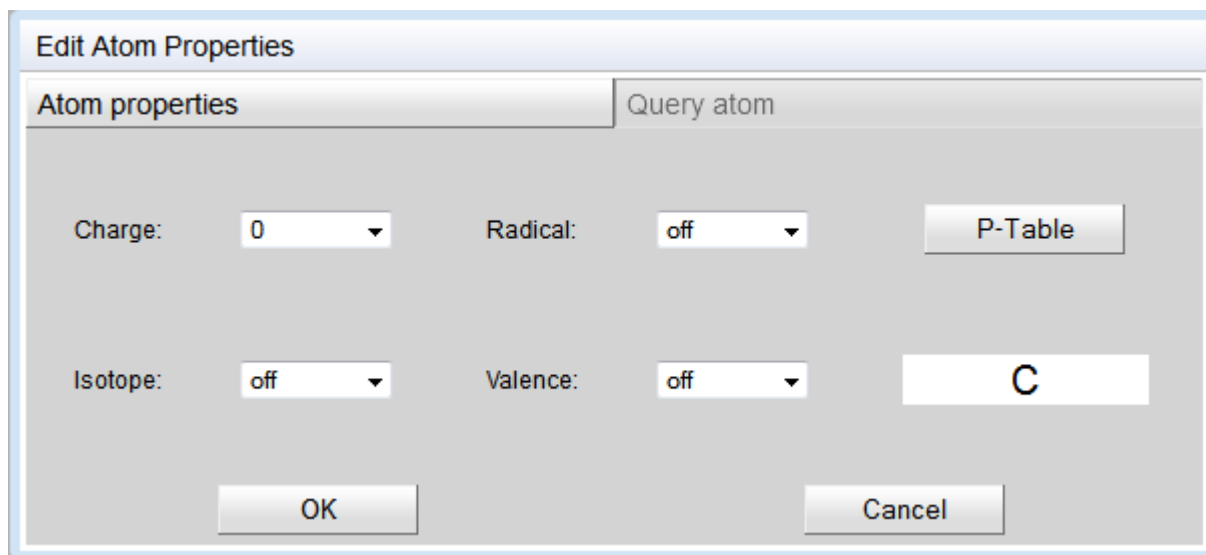 Edit Atom Properties
Atom properties Query atom
Charge: 0 Radical: off P-Table
Isotope: off Valence: off C
OK Cancel